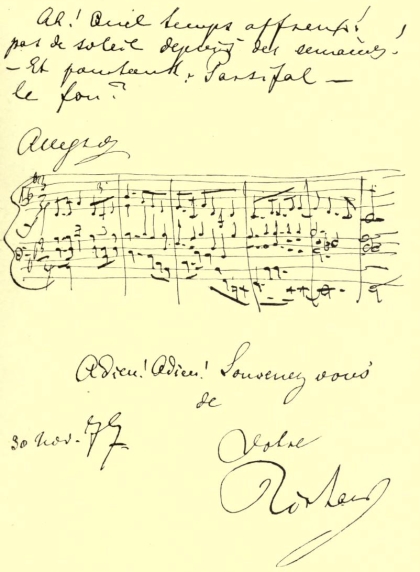 Ah! Quel temps affreux!
pas de soleil depuis des semaines!
– Et pourtant. Parsifal –
le fou?
Allegro
Adieu! Adieu! Souvenez vous
de
30 Nov. 77.
Votre